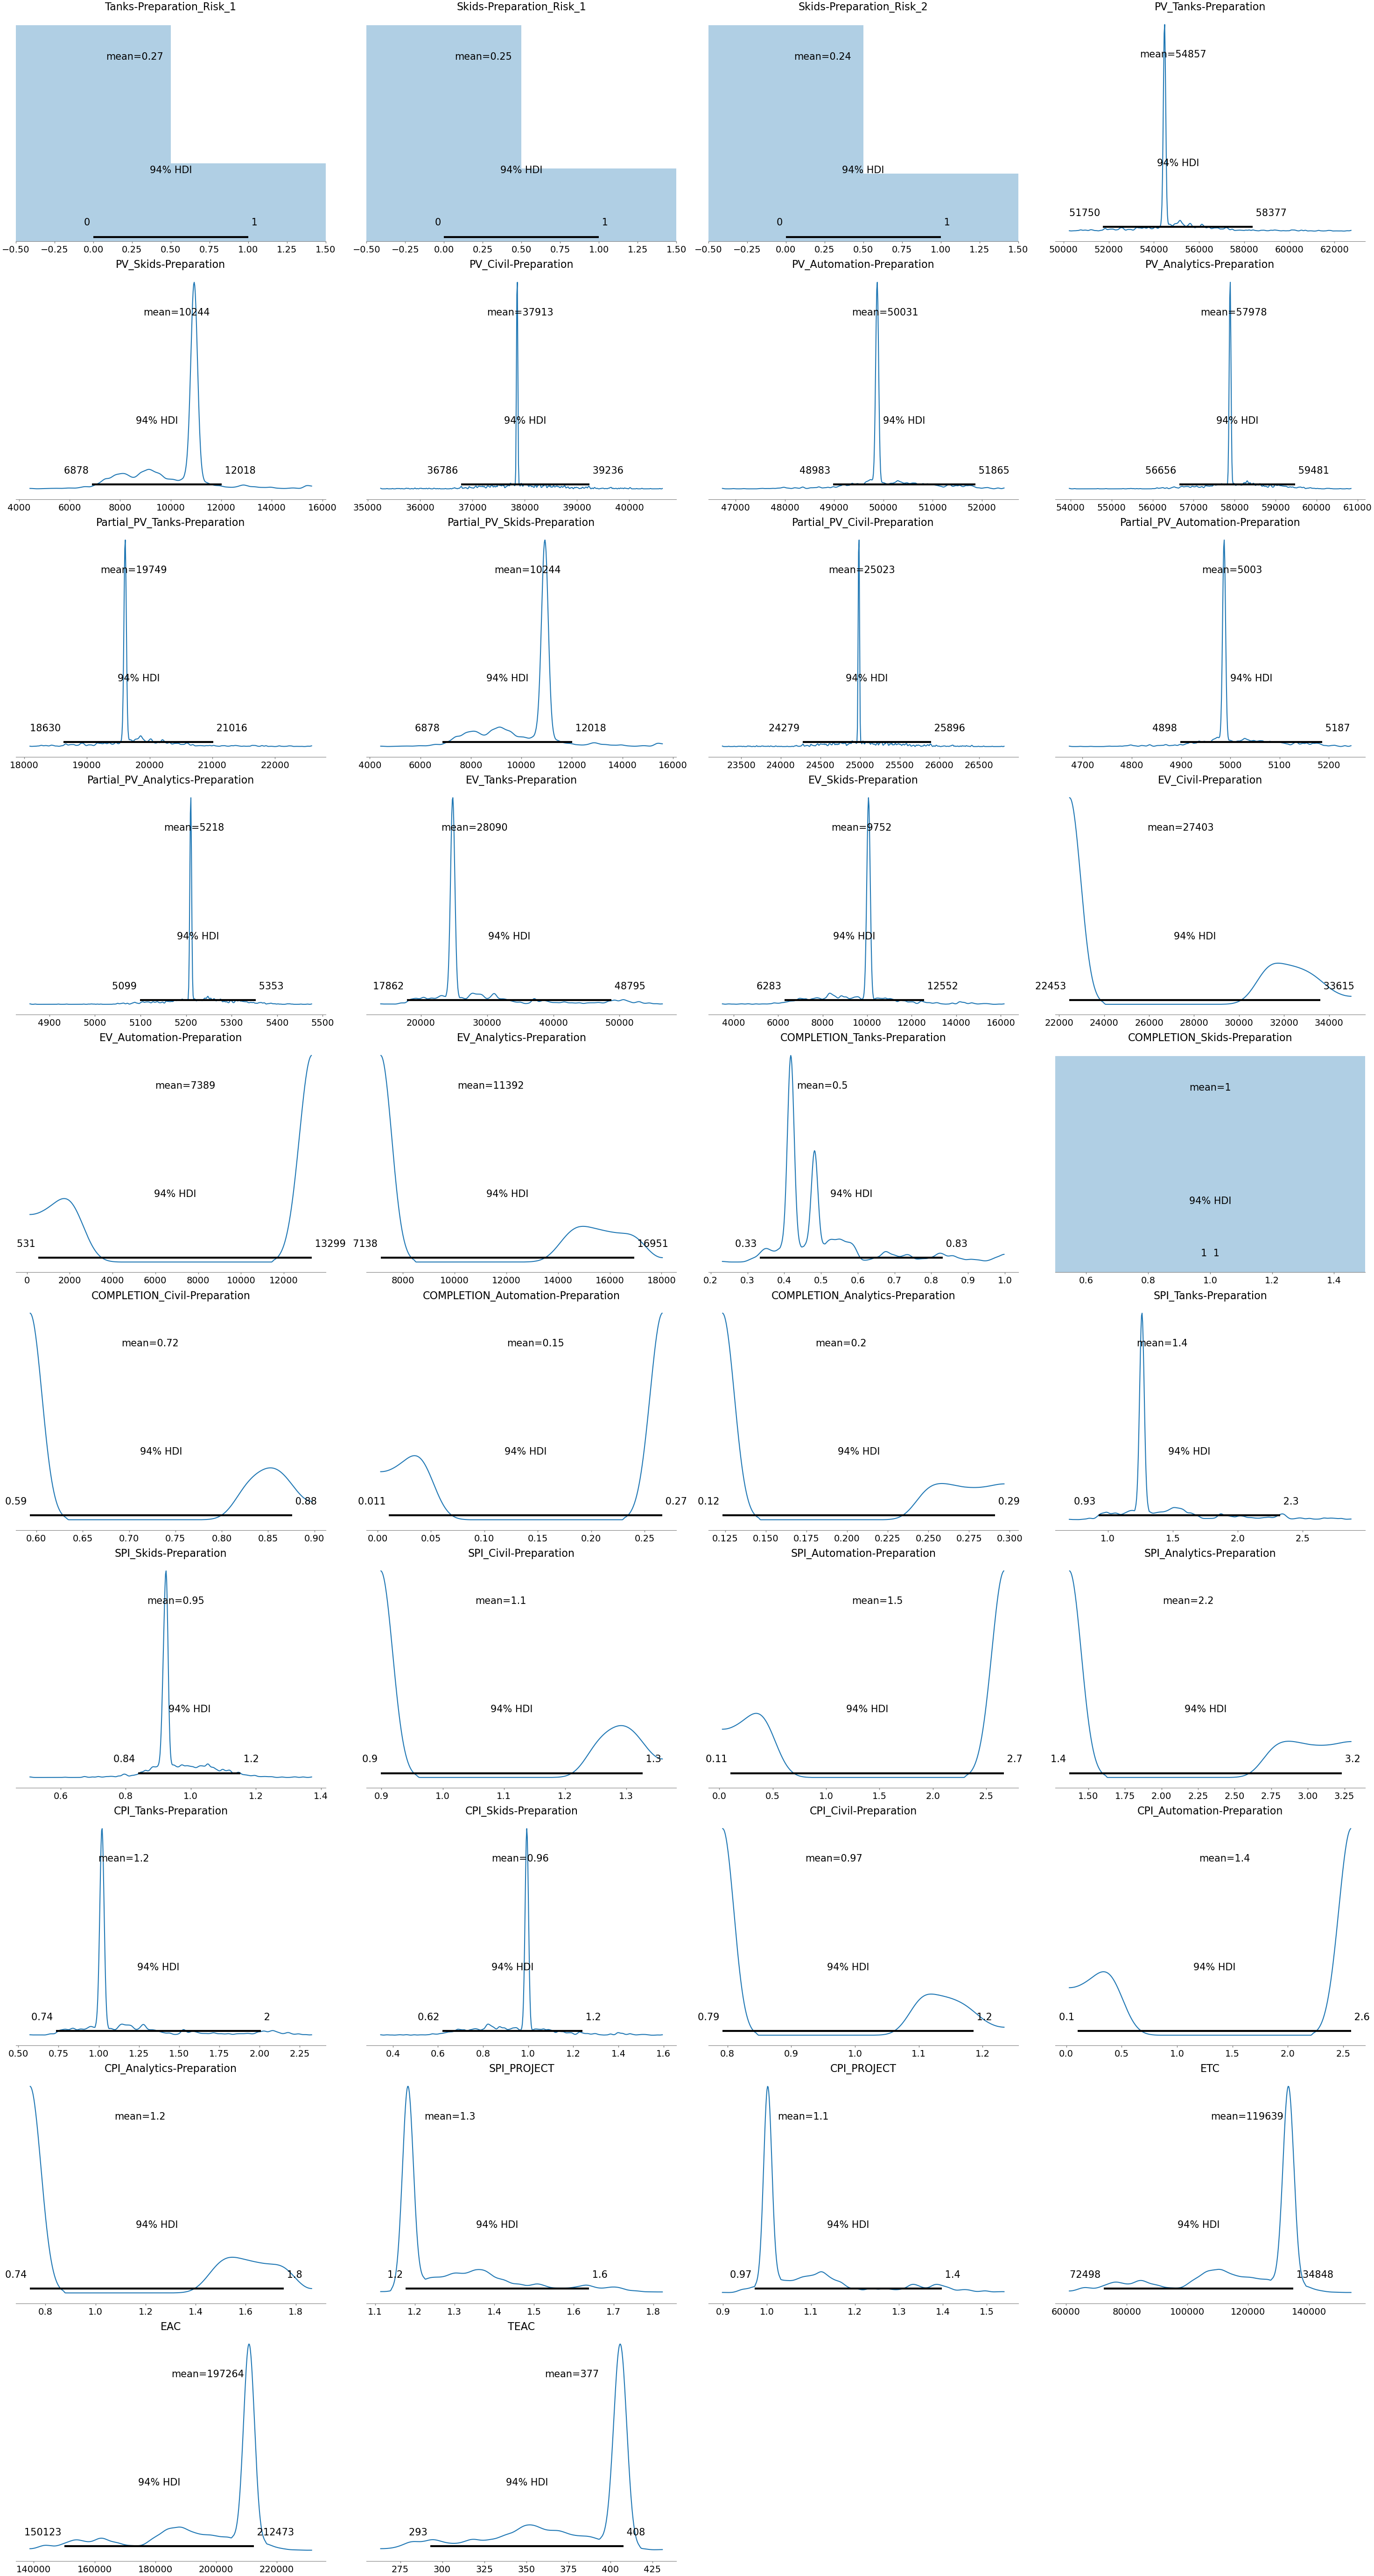 Tanks-Preparation_Risk_1 Skids-Preparation_Risk_1 Skids-Preparation_Risk_2 PV_Tanks-Preparation
mean=0.27 mean=0.25 mean=0.24 mean=54857
94% HDI 94% HDI 94% HDI 94% HDI
0 1 0 1 0 1 51750 58377
−0.50 −0.25 0.00 0.25 0.50 0.75 1.00 1.25 1.50 −0.50 −0.25 0.00 0.25 0.50 0.75 1.00 1.25 1.50 −0.50 −0.25 0.00 0.25 0.50 0.75 1.00 1.25 1.50 50000 52000 54000 56000 58000 60000 62000
PV_Skids-Preparation PV_Civil-Preparation PV_Automation-Preparation PV_Analytics-Preparation
mean=10244 mean=37913 mean=50031 mean=57978
94% HDI 94% HDI 94% HDI 94% HDI
6878 12018 36786 39236 48983 51865 56656 59481
4000 6000 8000 10000 12000 14000 16000 35000 36000 37000 38000 39000 40000 47000 48000 49000 50000 51000 52000 54000 55000 56000 57000 58000 59000 60000 61000
Partial_PV_Tanks-Preparation Partial_PV_Skids-Preparation Partial_PV_Civil-Preparation Partial_PV_Automation-Preparation
mean=19749 mean=10244 mean=25023 mean=5003
94% HDI 94% HDI 94% HDI 94% HDI
18630 21016 6878 12018 24279 25896 4898 5187
18000 19000 20000 21000 22000 4000 6000 8000 10000 12000 14000 16000 23500 24000 24500 25000 25500 26000 26500 4700 4800 4900 5000 5100 5200
Partial_PV_Analytics-Preparation EV_Tanks-Preparation EV_Skids-Preparation EV_Civil-Preparation
mean=5218 mean=28090 mean=9752 mean=27403
94% HDI 94% HDI 94% HDI 94% HDI
5099 5353 17862 48795 6283 12552 22453 33615
4900 5000 5100 5200 5300 5400 5500 20000 30000 40000 50000 4000 6000 8000 10000 12000 14000 16000 22000 24000 26000 28000 30000 32000 34000
EV_Automation-Preparation EV_Analytics-Preparation COMPLETION_Tanks-Preparation COMPLETION_Skids-Preparation
mean=7389 mean=11392 mean=0.5 mean=1
94% HDI 94% HDI 94% HDI 94% HDI
531 13299 7138 16951 0.33 0.83 1 1
0 2000 4000 6000 8000 10000 12000 8000 10000 12000 14000 16000 18000 0.2 0.3 0.4 0.5 0.6 0.7 0.8 0.9 1.0 0.6 0.8 1.0 1.2 1.4
COMPLETION_Civil-Preparation COMPLETION_Automation-Preparation COMPLETION_Analytics-Preparation SPI_Tanks-Preparation
mean=0.72 mean=0.15 mean=0.2 mean=1.4
94% HDI 94% HDI 94% HDI 94% HDI
0.59 0.88 0.011 0.27 0.12 0.29 0.93 2.3
0.60 0.65 0.70 0.75 0.80 0.85 0.90 0.00 0.05 0.10 0.15 0.20 0.25 0.125 0.150 0.175 0.200 0.225 0.250 0.275 0.300 1.0 1.5 2.0 2.5
SPI_Skids-Preparation SPI_Civil-Preparation SPI_Automation-Preparation SPI_Analytics-Preparation
mean=0.95 mean=1.1 mean=1.5 mean=2.2
94% HDI 94% HDI 94% HDI 94% HDI
0.84 1.2 0.9 1.3 0.11 2.7 1.4 3.2
0.6 0.8 1.0 1.2 1.4 0.9 1.0 1.1 1.2 1.3 0.0 0.5 1.0 1.5 2.0 2.5 1.50 1.75 2.00 2.25 2.50 2.75 3.00 3.25
CPI_Tanks-Preparation CPI_Skids-Preparation CPI_Civil-Preparation CPI_Automation-Preparation
mean=1.2 mean=0.96 mean=0.97 mean=1.4
94% HDI 94% HDI 94% HDI 94% HDI
0.74 2 0.62 1.2 0.79 1.2 0.1 2.6
0.50 0.75 1.00 1.25 1.50 1.75 2.00 2.25 0.4 0.6 0.8 1.0 1.2 1.4 1.6 0.8 0.9 1.0 1.1 1.2 0.0 0.5 1.0 1.5 2.0 2.5
CPI_Analytics-Preparation SPI_PROJECT CPI_PROJECT ETC
mean=1.2 mean=1.3 mean=1.1 mean=119639
94% HDI 94% HDI 94% HDI 94% HDI
0.74 1.8 1.2 1.6 0.97 1.4 72498 134848
0.8 1.0 1.2 1.4 1.6 1.8 1.1 1.2 1.3 1.4 1.5 1.6 1.7 1.8 0.9 1.0 1.1 1.2 1.3 1.4 1.5 60000 80000 100000 120000 140000
EAC TEAC
mean=197264 mean=377
94% HDI 94% HDI
150123 212473 293 408
140000 160000 180000 200000 220000 275 300 325 350 375 400 425